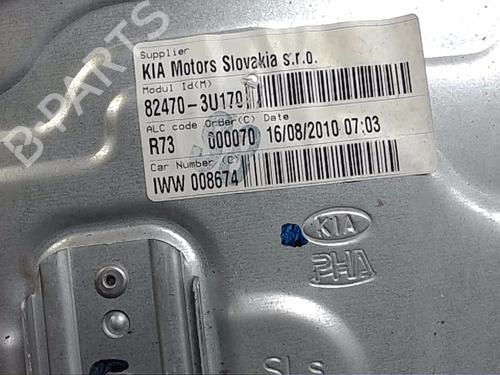 Supplier
KIA Motors Slovakia s.r.o.
Modul Id(M)
82470-3U170
ALC code Order(C) Date
R73 000070 16/08/2010 07:03
Car Number (C)
IWW 008674
KIA
PHA
SLS
B-PARTS